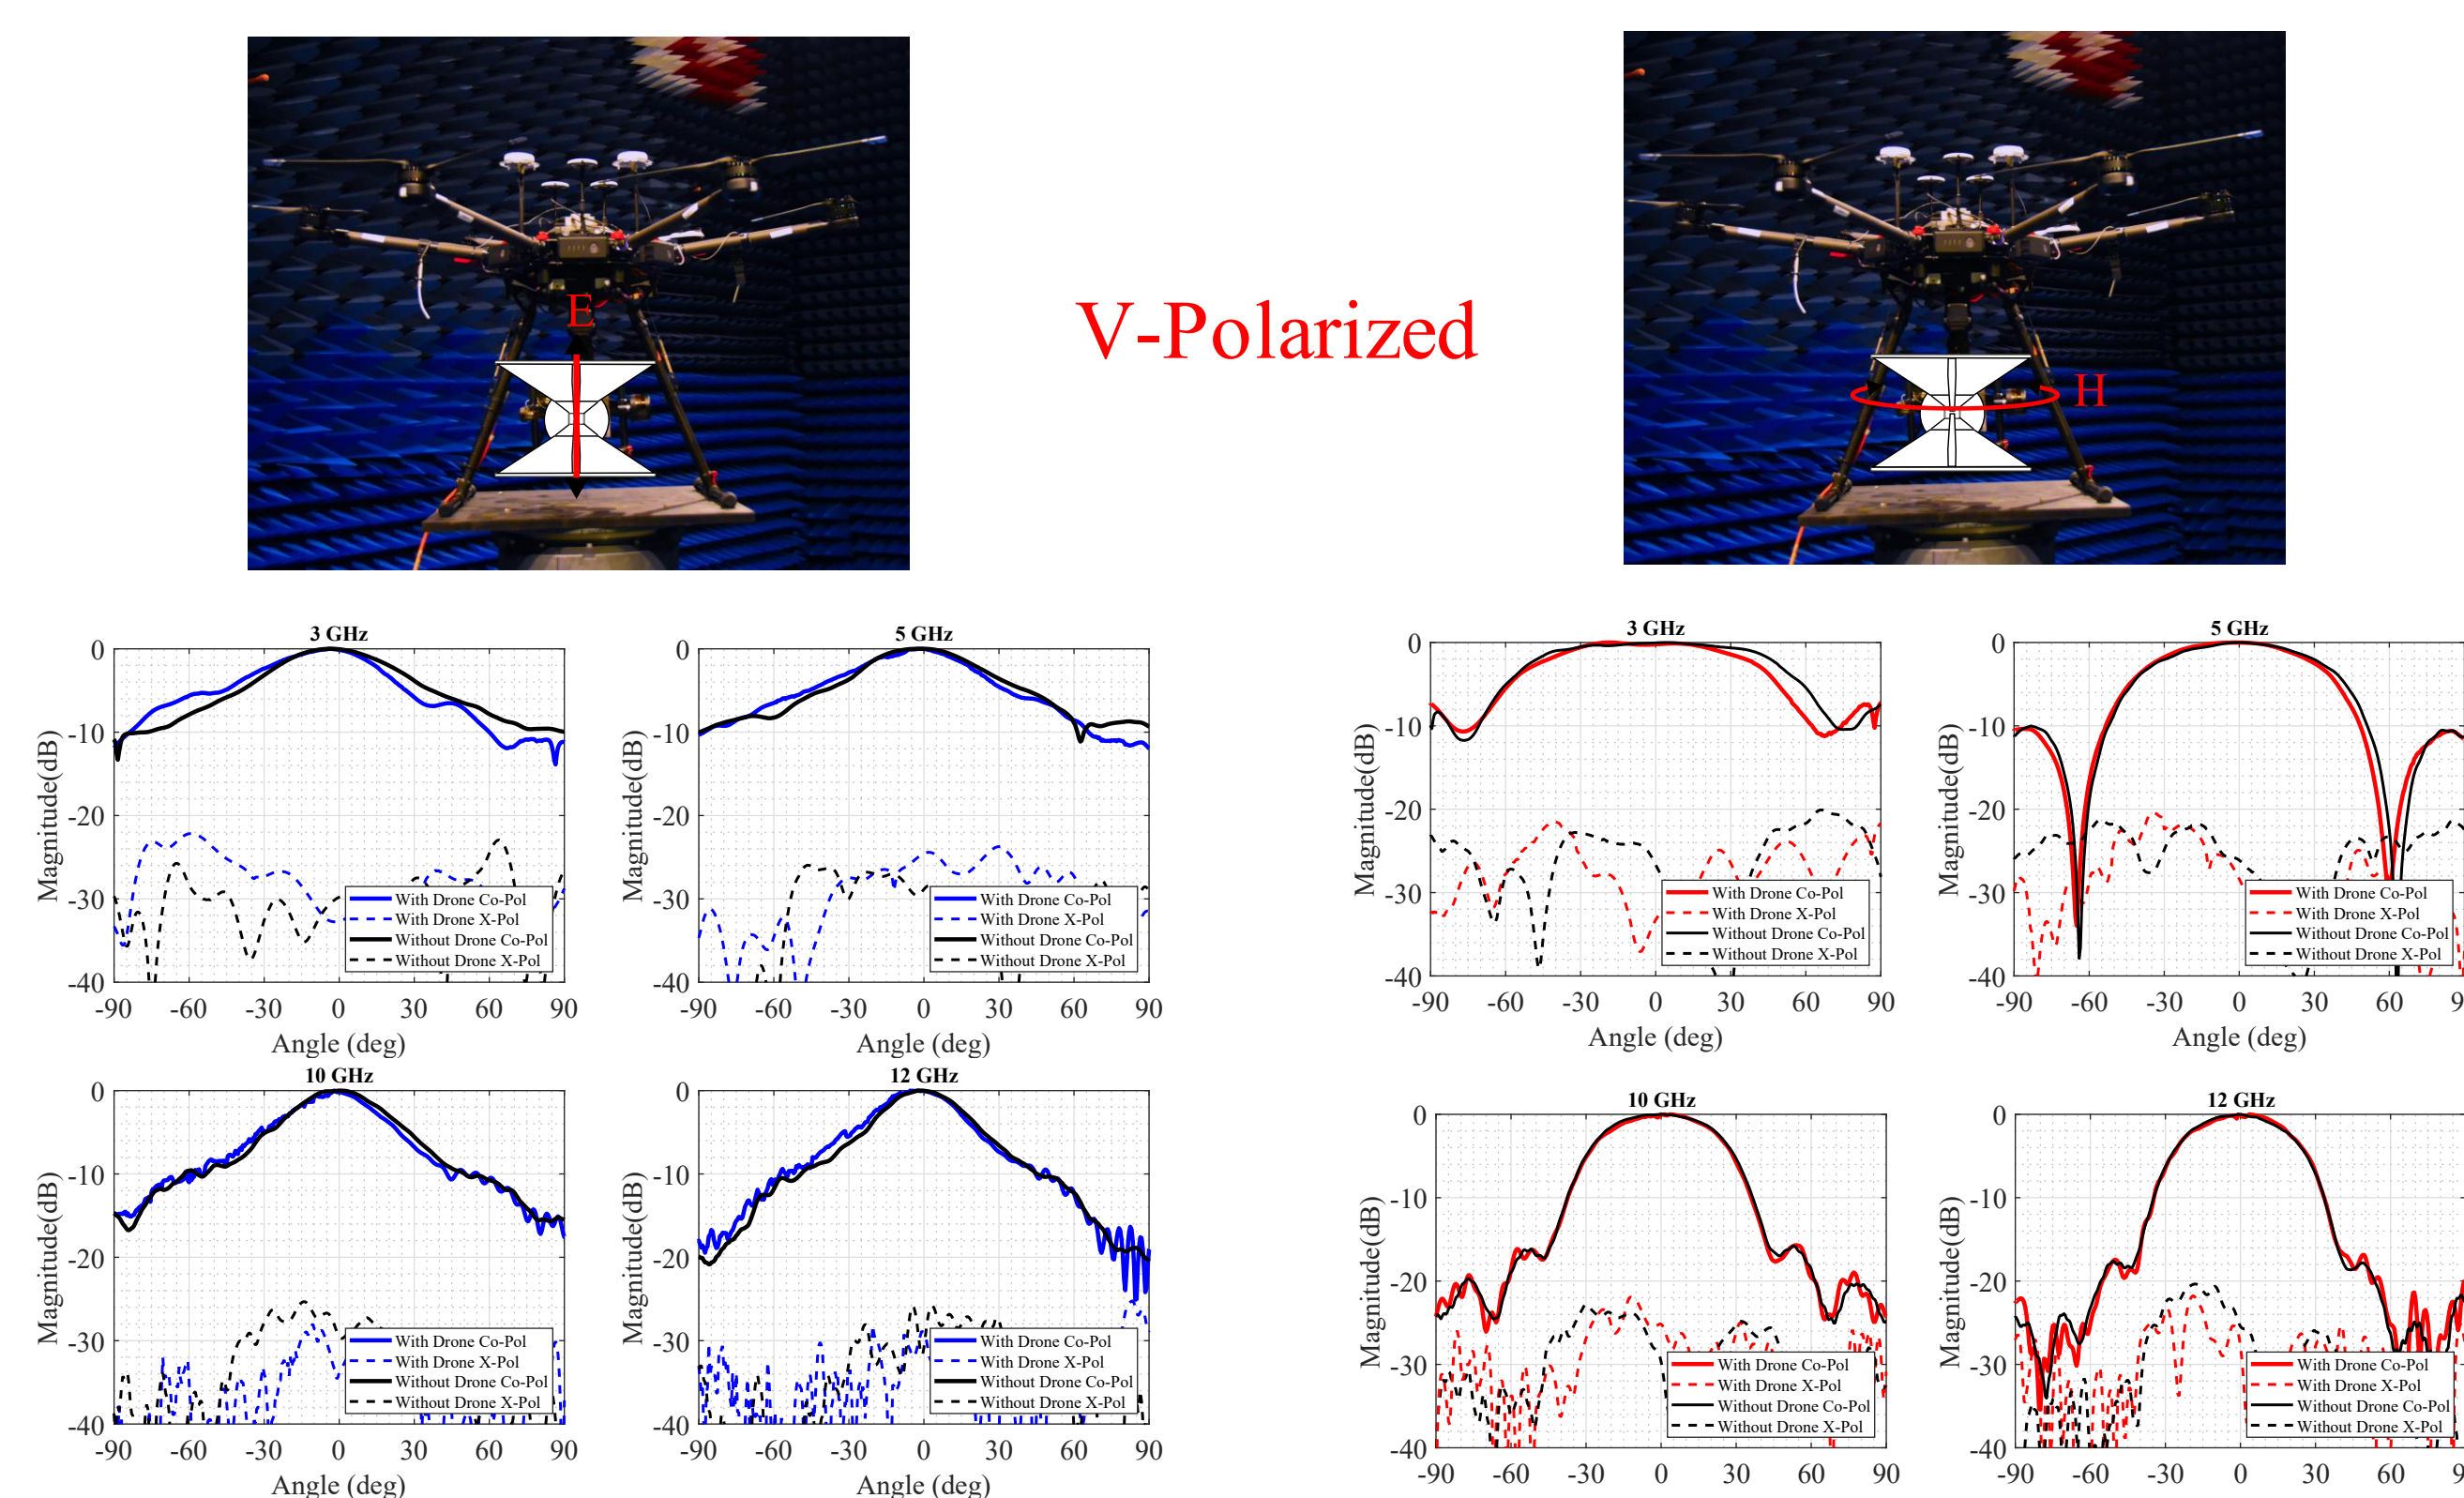 E
V-Polarized
H
3 GHz
0
-10
-20
-30
-40
Magnitude(dB)
With Drone Co-Pol
With Drone X-Pol
Without Drone Co-Pol
Without Drone X-Pol
-90 -60 -30 0 30 60 90
Angle (deg)
5 GHz
0
-10
-20
-30
-40
Magnitude(dB)
With Drone Co-Pol
With Drone X-Pol
Without Drone Co-Pol
Without Drone X-Pol
-90 -60 -30 0 30 60 90
Angle (deg)
3 GHz
0
-10
-20
-30
-40
Magnitude(dB)
With Drone Co-Pol
With Drone X-Pol
Without Drone Co-Pol
Without Drone X-Pol
-90 -60 -30 0 30 60 90
Angle (deg)
5 GHz
0
-10
-20
-30
-40
Magnitude(dB)
With Drone Co-Pol
With Drone X-Pol
Without Drone Co-Pol
Without Drone X-Pol
-90 -60 -30 0 30 60 9
Angle (deg)
10 GHz
0
-10
-20
-30
-40
Magnitude(dB)
With Drone Co-Pol
With Drone X-Pol
Without Drone Co-Pol
Without Drone X-Pol
-90 -60 -30 0 30 60 90
Angle (deg)
12 GHz
0
-10
-20
-30
-40
Magnitude(dB)
With Drone Co-Pol
With Drone X-Pol
Without Drone Co-Pol
Without Drone X-Pol
-90 -60 -30 0 30 60 90
Angle (deg)
10 GHz
0
-10
-20
-30
-40
Magnitude(dB)
With Drone Co-Pol
With Drone X-Pol
Without Drone Co-Pol
Without Drone X-Pol
-90 -60 -30 0 30 60 90
12 GHz
0
-10
-20
-30
-40
Magnitude(dB)
With Drone Co-Pol
With Drone X-Pol
Without Drone Co-Pol
Without Drone X-Pol
-90 -60 -30 0 30 60 9